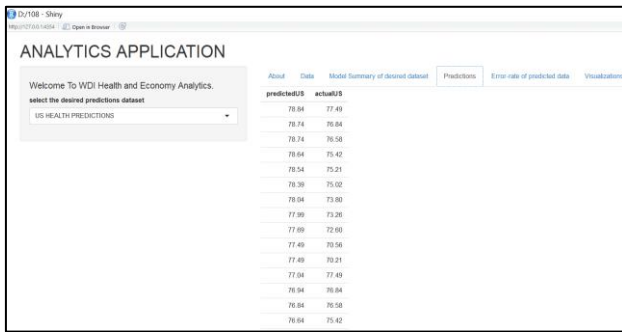 D:/108 - Shiny
Open in Browser
ANALYTICS APPLICATION
Welcome To WDI Health and Economy Analytics.
select the desired predictions dataset
US HEALTH PREDICTIONS
About Data Model Summary of desired dataset Predictions Error-rate of predicted data Visualizations
predictedUS actualUS
78.84 77.49
78.74 76.84
78.74 76.58
78.64 75.42
78.54 75.21
78.39 75.02
78.04 73.80
77.99 73.26
77.69 72.60
77.49 70.56
77.49 70.21
77.04 77.49
76.94 76.84
76.84 76.58
76.64 75.42